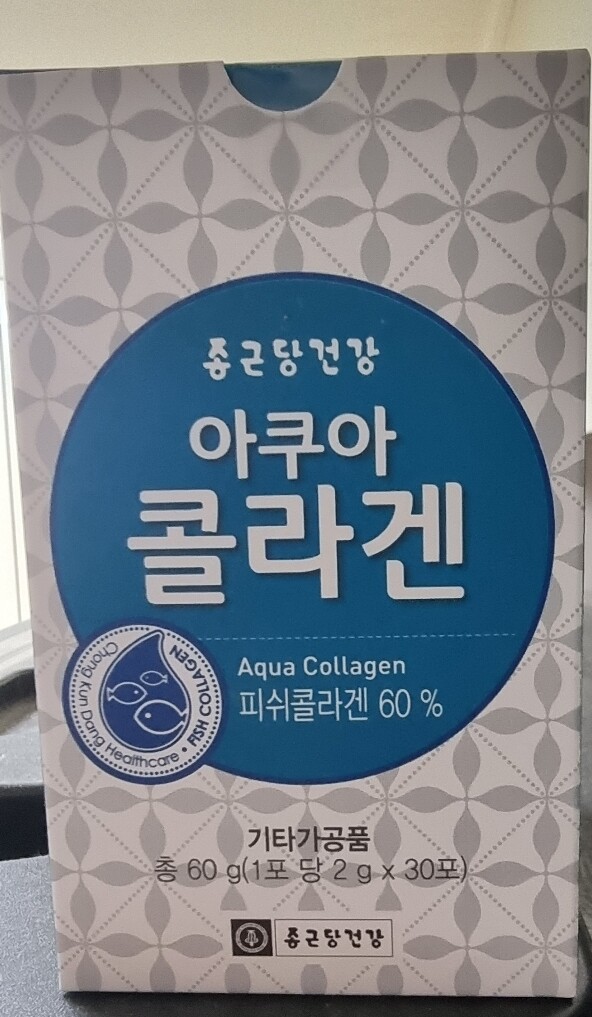 종근당건강
아쿠아
콜라겐
Aqua Collagen
피쉬콜라겐 60 %
Chong Kun Dang Healthcare • FISH COLLAGEN
기타가공품
총 60 g(1포 당 2 g x 30포)
종근당건강